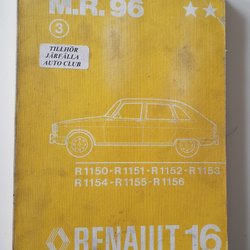 M.R. 96
3
TILLHÖR
JÄRFÄLLA
AUTO CLUB
R1150-R1151-R1152-R1153
R1154-R1155-R1156
RENAULT 16